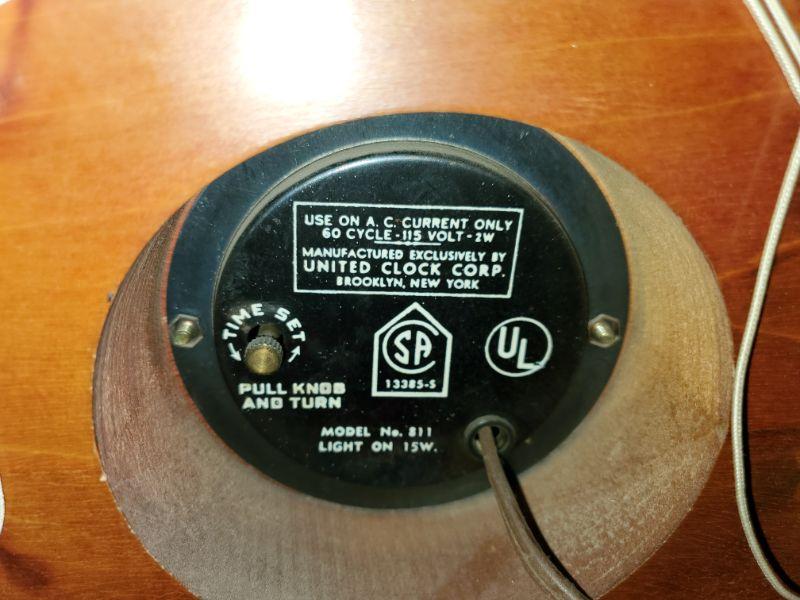 USE ON A. C. CURRENT ONLY
60 CYCLE - 115 VOLT - 2W
MANUFACTURED EXCLUSIVELY BY
UNITED CLOCK CORP.
BROOKLYN, NEW YORK
TIME SET
PULL KNOB
AND TURN
CSA
13385-S
UL
MODEL No. 811
LIGHT ON 15W.